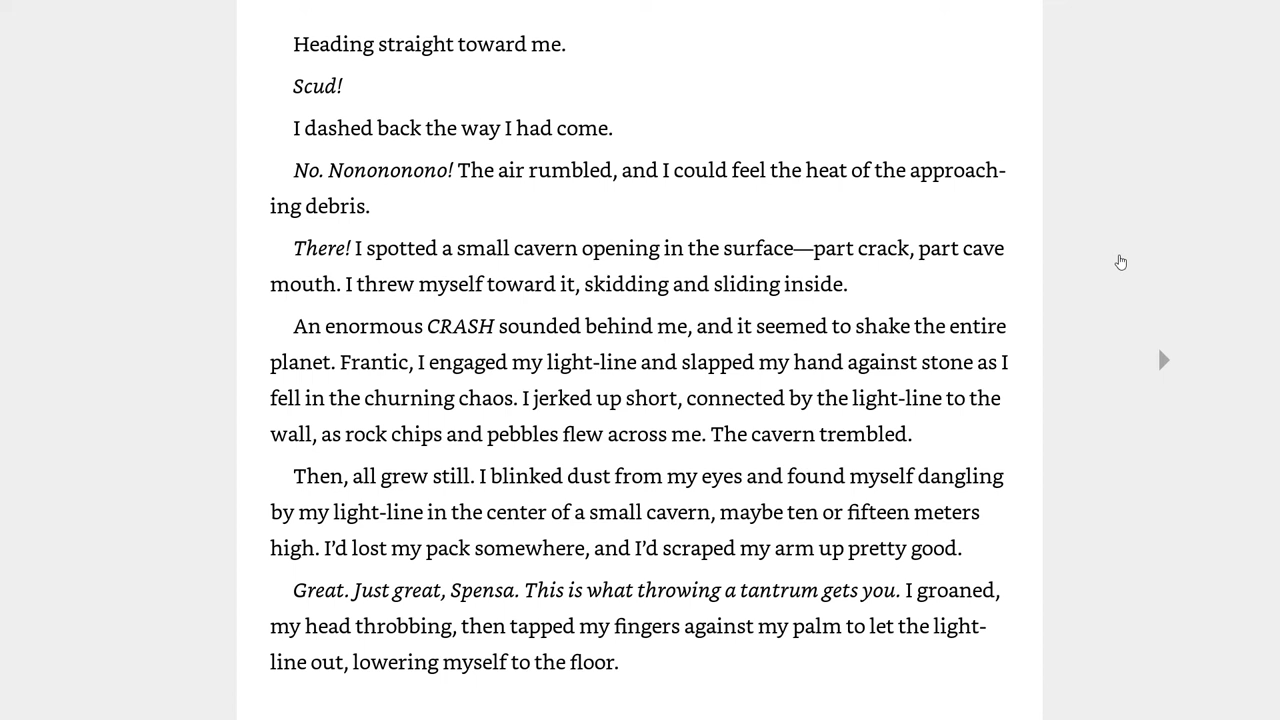 Heading straight toward me.
Scud!
I dashed back the way I had come.
No. Nonononono! The air rumbled, and I could feel the heat of the approach-
ing debris.
There! I spotted a small cavern opening in the surface—part crack, part cave
mouth. I threw myself toward it, skidding and sliding inside.
An enormous CRASH sounded behind me, and it seemed to shake the entire
planet. Frantic, I engaged my light-line and slapped my hand against stone as I
fell in the churning chaos. I jerked up short, connected by the light-line to the
wall, as rock chips and pebbles flew across me. The cavern trembled.
Then, all grew still. I blinked dust from my eyes and found myself dangling
by my light-line in the center of a small cavern, maybe ten or fifteen meters
high. I’d lost my pack somewhere, and I’d scraped my arm up pretty good.
Great. Just great, Spensa. This is what throwing a tantrum gets you. I groaned,
my head throbbing, then tapped my fingers against my palm to let the light-
line out, lowering myself to the floor.